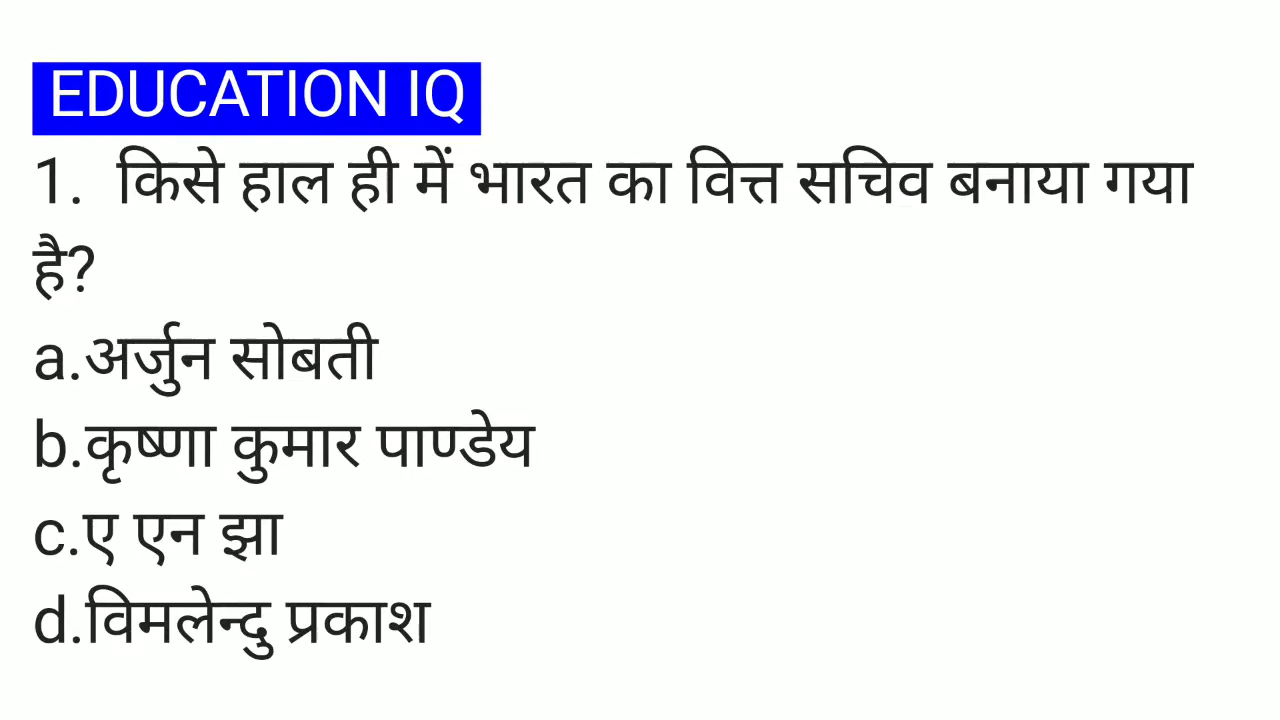 EDUCATION IQ
1. किसे हाल ही में भारत का वित्त सचिव बनाया गया
है?
a.अर्जुन सोबती
b.कृष्णा कुमार पाण्डेय
c.ए एन झा
d.विमलेन्दु प्रकाश